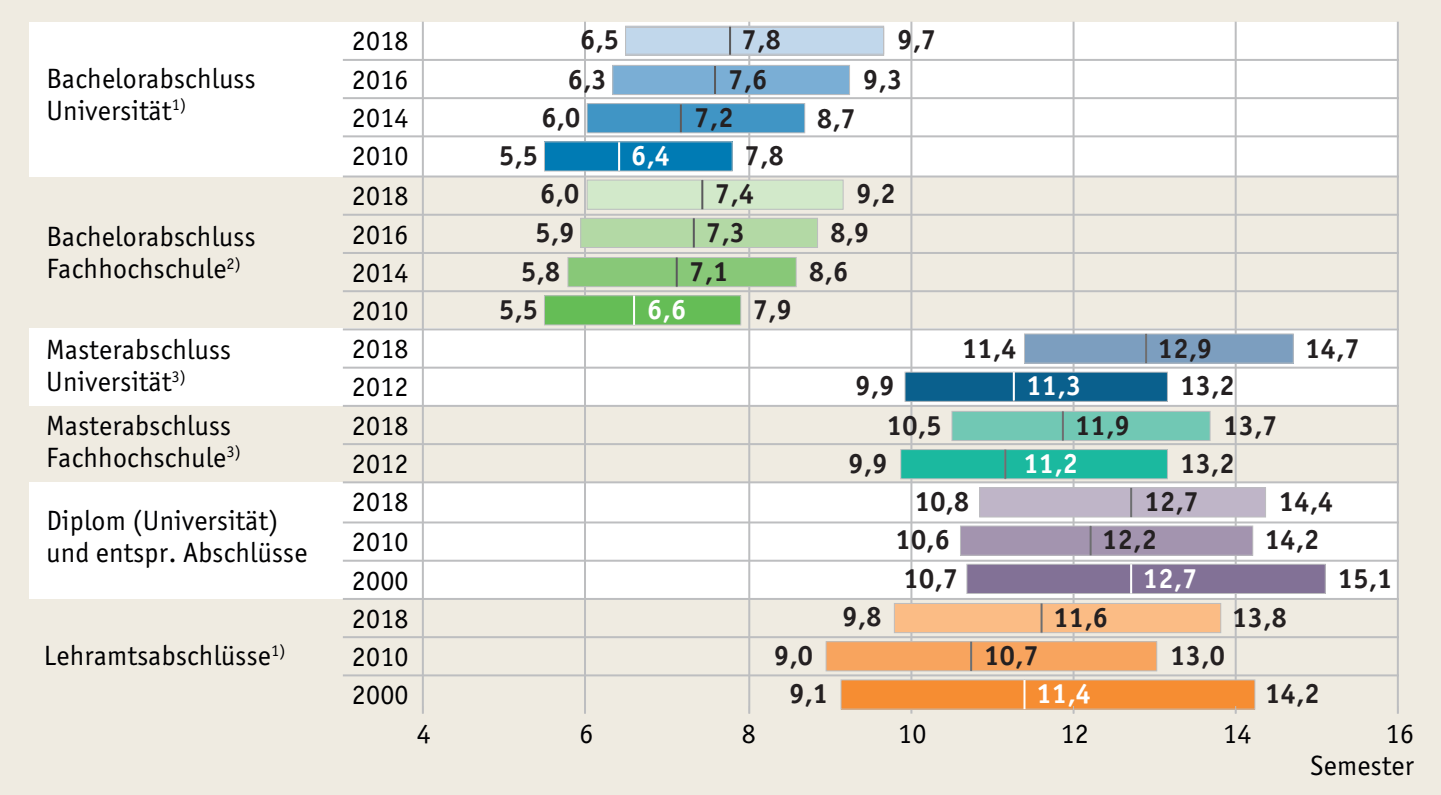 2018 6,5 7,8 9,7
Bachelorabschluss
Universität1)
2016 6,3 7,6 9,3
2014 6,0 7,2 8,7
2010 5,5 6,4 7,8
2018 6,0 7,4 9,2
Bachelorabschluss
Fachhochschule2)
2016 5,9 7,3 8,9
2014 5,8 7,1 8,6
2010 5,5 6,6 7,9
Masterabschluss
Universität3)
2018 11,4 12,9 14,7
2012 9,9 11,3 13,2
Masterabschluss
Fachhochschule3)
2018 10,5 11,9 13,7
2012 9,9 11,2 13,2
Diplom (Universität)
und entspr. Abschlüsse
2018 10,8 12,7 14,4
2010 10,6 12,2 14,2
2000 10,7 12,7 15,1
Lehramtsabschlüsse1)
2018 9,8 11,6 13,8
2010 9,0 10,7 13,0
2000 9,1 11,4 14,2
4 6 8 10 12 14 16
Semester